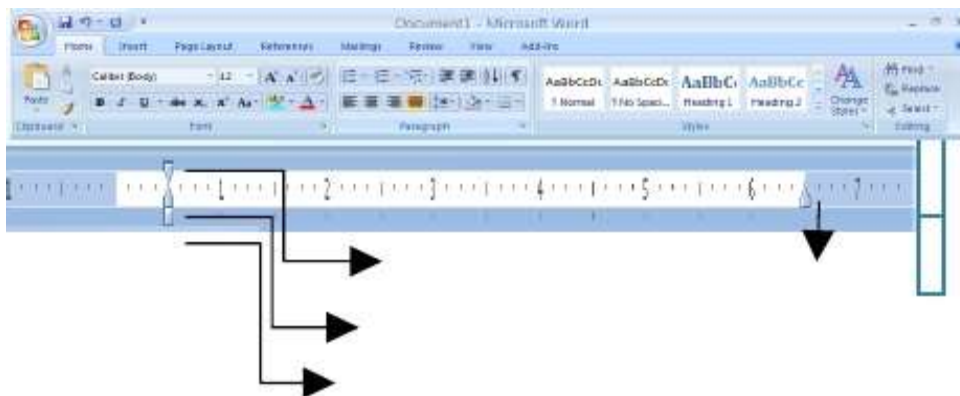 Document1 - Microsoft Word
Home Insert Page Layout References Mailings Review View Add-Ins
Calibri (Body) 12 A A
Paste B I U abe x, x' Aa A
AaBbCcDc AaBbCcDc AaBbC AaBbCc
¶ Normal ¶ No Spaci... Heading 1 Heading 2
Change Styles
Find
Replace
Select
Clipboard Font Paragraph Styles Editing
1 1 2 3 4 5 6 7